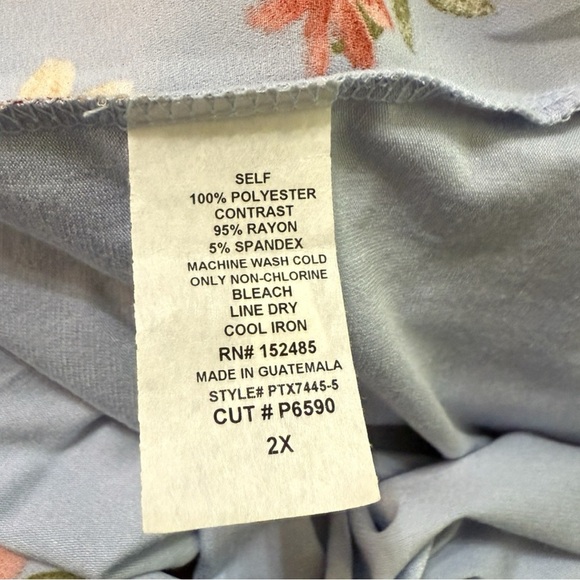 SELF
100% POLYESTER
CONTRAST
95% RAYON
5% SPANDEX
MACHINE WASH COLD
ONLY NON-CHLORINE
BLEACH
LINE DRY
COOL IRON
RN# 152485
MADE IN GUATEMALA
STYLE# PTX7445-5
CUT # P6590
2X